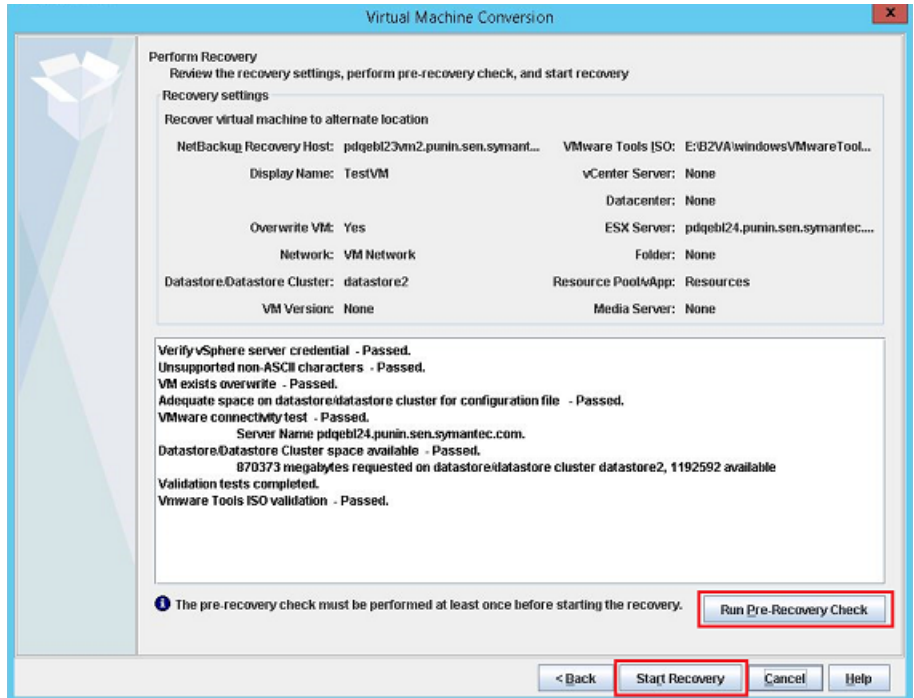 Virtual Machine Conversion
x
Perform Recovery
Review the recovery settings, perform pre-recovery check, and start recovery
Recovery settings
Recover virtual machine to alternate location
NetBackup Recovery Host: pdqebl23vm2.punin.sen.symant... VMware Tools ISO: E:\B2VA\windowsVMwareTool...
Display Name: TestVM vCenter Server: None
Datacenter: None
Overwrite VM: Yes ESX Server: pdqebl24.punin.sen.symantec....
Network: VM Network Folder: None
Datastore/Datastore Cluster: datastore2 Resource Pool/vApp: Resources
VM Version: None Media Server: None
Verify vSphere server credential - Passed.
Unsupported non-ASCII characters - Passed.
VM exists overwrite - Passed.
Adequate space on datastore/datastore cluster for configuration file - Passed.
VMware connectivity test - Passed.
Server Name pdqebl24.punin.sen.symantec.com.
Datastore/Datastore Cluster space available - Passed.
870373 megabytes requested on datastore/datastore cluster datastore2, 1192592 available
Validation tests completed.
Vmware Tools ISO validation - Passed.
The pre-recovery check must be performed at least once before starting the recovery.
Run Pre-Recovery Check
< Back Start Recovery Cancel Help